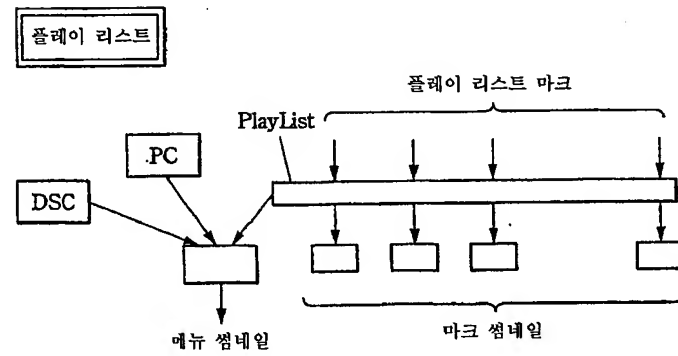 플레이 리스트
플레이 리스트 마크
PlayList
.PC
DSC
메뉴 썸네일
마크 썸네일